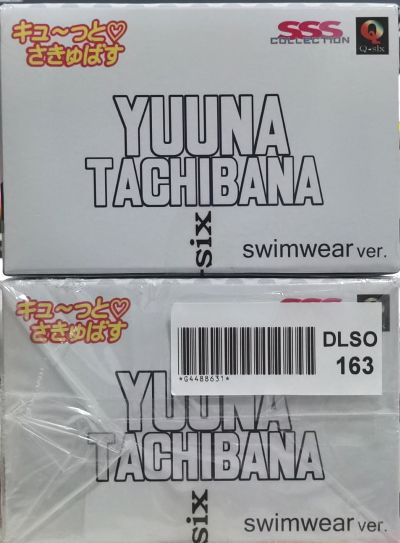 キュ〜っと♡
さきゅばす
SSS
COLLECTION
Q
Q-six
YUUNA
TACHIBANA
-six
swimwear ver.
キュ〜っと♡
さきゅばす
SSS
DLSO
163
*G4488631*
YUUNA
TACHIBANA
six
swimwear ver.